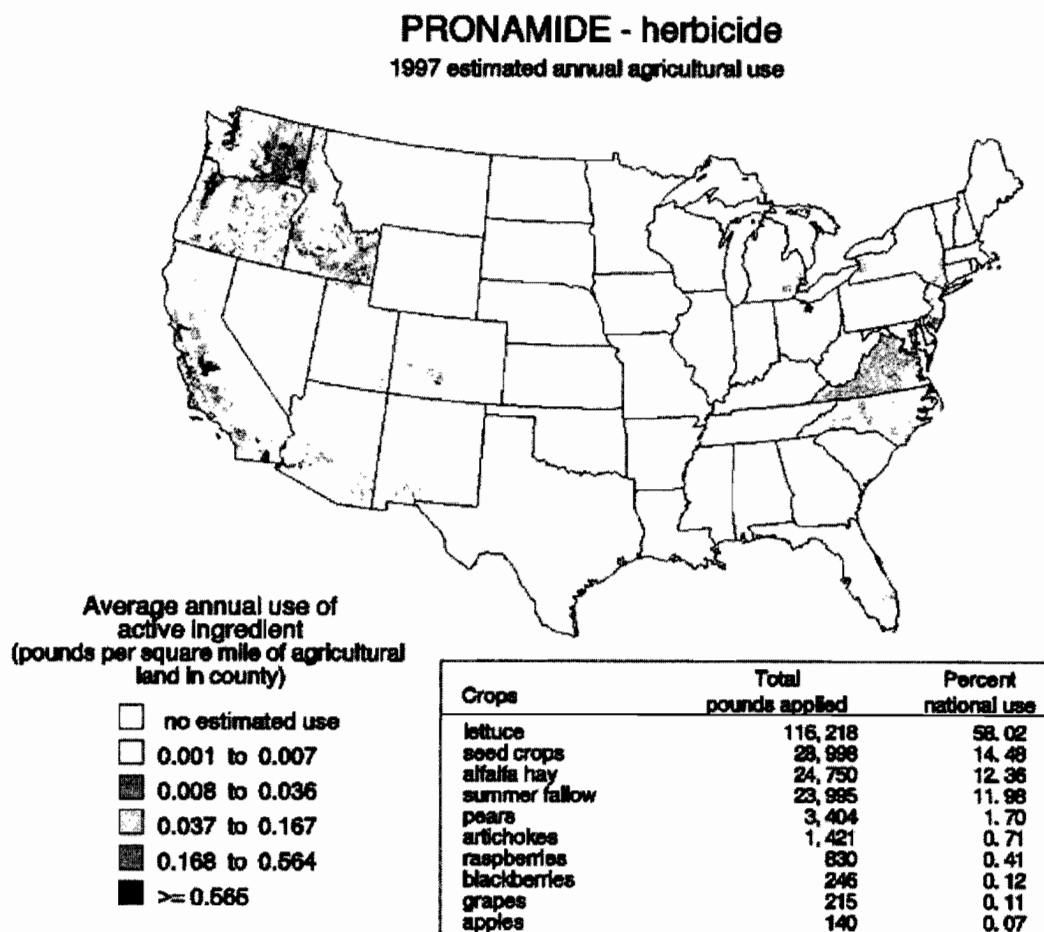 PRONAMIDE - herbicide
1997 estimated annual agricultural use
Average annual use of
active ingredient
(pounds per square mile of agricultural
land in county)
no estimated use
0.001 to 0.007
0.008 to 0.036
0.037 to 0.167
0.168 to 0.564
>= 0.565
Crops Total pounds applied Percent national use
lettuce 116, 218 58. 02
seed crops 28, 998 14. 48
alfalfa hay 24, 750 12. 36
summer fallow 23, 995 11. 98
pears 3, 404 1. 70
artichokes 1, 421 0. 71
raspberries 830 0. 41
blackberries 246 0. 12
grapes 215 0. 11
apples 140 0. 07